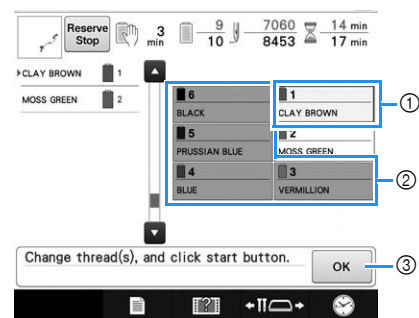 Reserve Stop
3 min
9 10
7060 8453
14 min 17 min
CLAY BROWN 1
MOSS GREEN 2
6 BLACK
1 CLAY BROWN
5 PRUSSIAN BLUE
2 MOSS GREEN
4 BLUE
3 VERMILLION
①
②
Change thread(s), and click start button.
OK
③